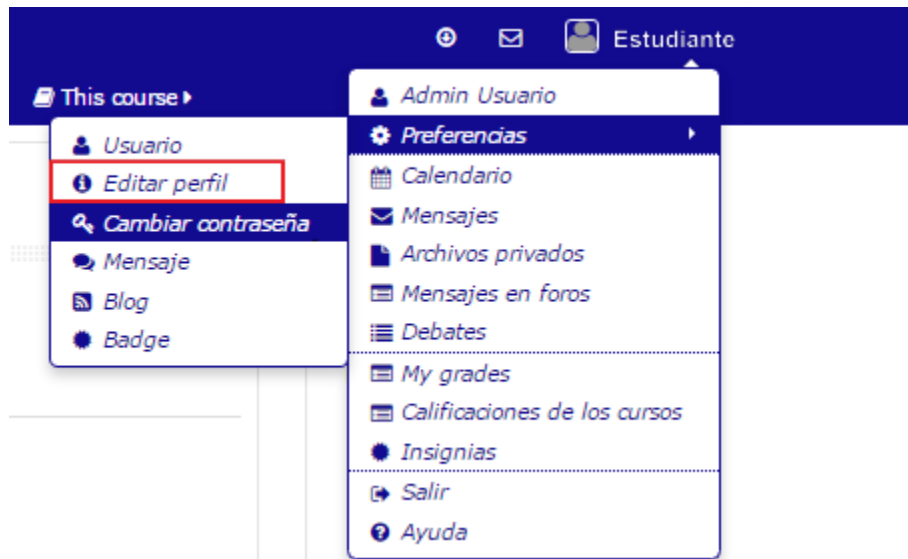 Estudiante
This course
Admin Usuario
Preferencias
Calendario
Mensajes
Archivos privados
Mensajes en foros
Debates
My grades
Calificaciones de los cursos
Insignias
Salir
Ayuda
Usuario
Editar perfil
Cambiar contraseña
Mensaje
Blog
Badge